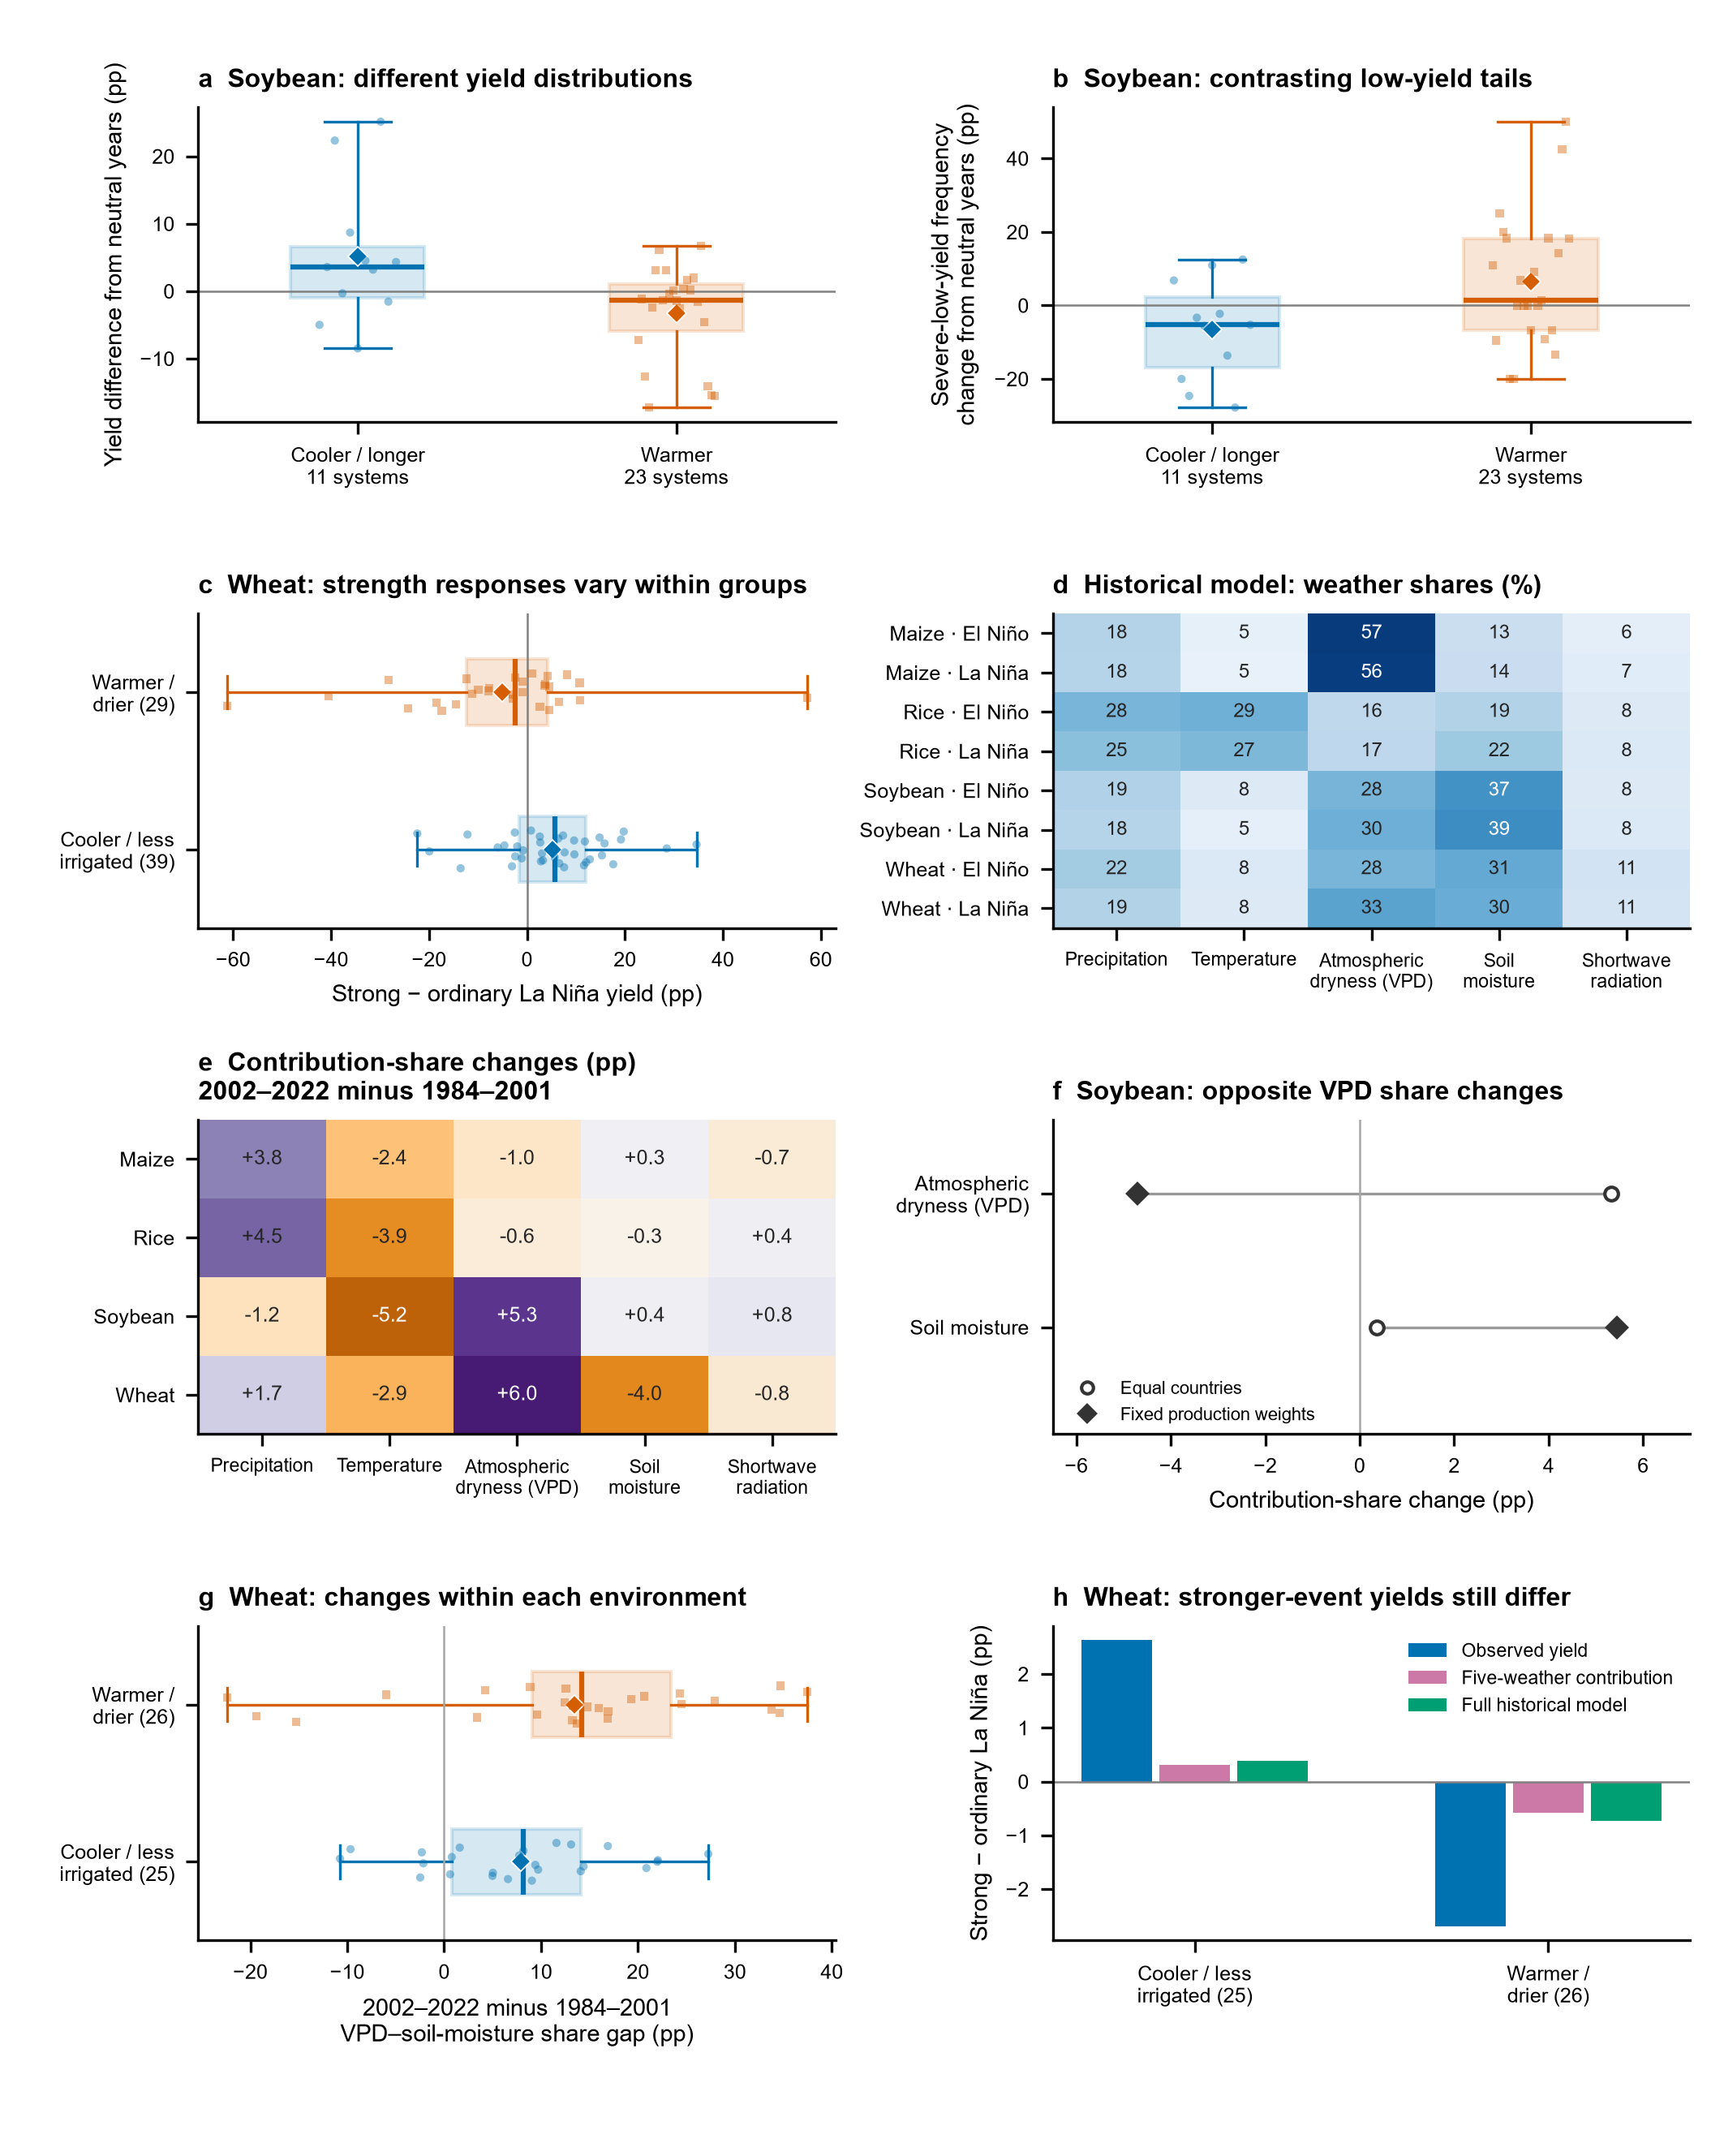 a Soybean: different yield distributions
Yield difference from neutral years (pp)
20
10
0
−10
Cooler / longer
11 systems
Warmer
23 systems
b Soybean: contrasting low-yield tails
Severe-low-yield frequency
change from neutral years (pp)
40
20
0
−20
Cooler / longer
11 systems
Warmer
23 systems
c Wheat: strength responses vary within groups
Warmer /
drier (29)
Cooler / less
irrigated (39)
−60 −40 −20 0 20 40 60
Strong − ordinary La Niña yield (pp)
d Historical model: weather shares (%)
Maize · El Niño 18 5 57 13 6
Maize · La Niña 18 5 56 14 7
Rice · El Niño 28 29 16 19 8
Rice · La Niña 25 27 17 22 8
Soybean · El Niño 19 8 28 37 8
Soybean · La Niña 18 5 30 39 8
Wheat · El Niño 22 8 28 31 11
Wheat · La Niña 19 8 33 30 11
Precipitation Temperature Atmospheric Soil Shortwave
dryness (VPD) moisture radiation
e Contribution-share changes (pp)
2002–2022 minus 1984–2001
Maize +3.8 -2.4 -1.0 +0.3 -0.7
Rice +4.5 -3.9 -0.6 -0.3 +0.4
Soybean -1.2 -5.2 +5.3 +0.4 +0.8
Wheat +1.7 -2.9 +6.0 -4.0 -0.8
Precipitation Temperature Atmospheric Soil Shortwave
dryness (VPD) moisture radiation
f Soybean: opposite VPD share changes
Atmospheric
dryness (VPD)
Soil moisture
Equal countries
Fixed production weights
−6 −4 −2 0 2 4 6
Contribution-share change (pp)
g Wheat: changes within each environment
Warmer /
drier (26)
Cooler / less
irrigated (25)
−20 −10 0 10 20 30 40
2002–2022 minus 1984–2001
VPD–soil-moisture share gap (pp)
h Wheat: stronger-event yields still differ
Strong − ordinary La Niña (pp)
2
1
0
−1
−2
Observed yield
Five-weather contribution
Full historical model
Cooler / less
irrigated (25)
Warmer /
drier (26)